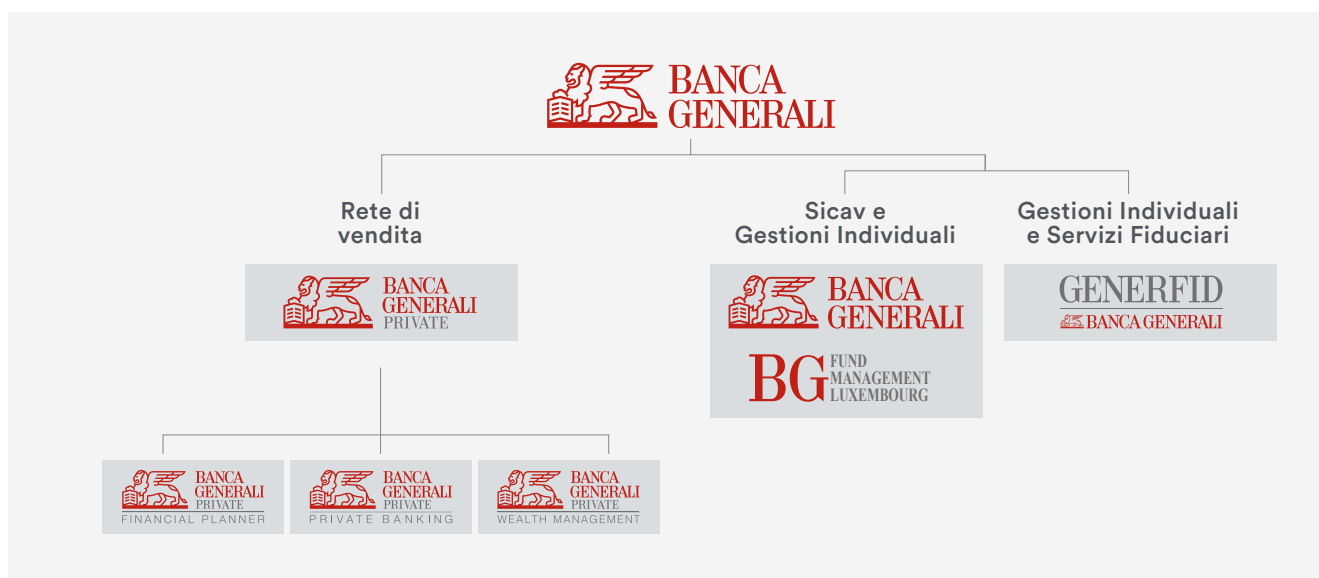 BANCA
GENERALI
Rete di
vendita
BANCA
GENERALI
PRIVATE
Sicav e
Gestioni Individuali
BANCA
GENERALI
BG FUND
MANAGEMENT
LUXEMBOURG
Gestioni Individuali
e Servizi Fiduciari
GENERFID
BANCA GENERALI
BANCA
GENERALI
PRIVATE
FINANCIAL PLANNER
BANCA
GENERALI
PRIVATE
PRIVATE BANKING
BANCA
GENERALI
PRIVATE
WEALTH MANAGEMENT